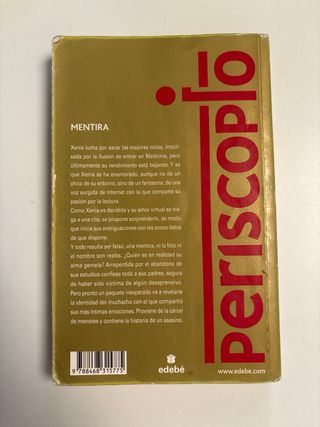 MENTIRA
Xenia lucha por sacar las mejores notas, impul-
sada por la ilusión de entrar en Medicina, pero
últimamente su rendimiento está bajando. Y es
que Xenia se ha enamorado, aunque no de un
chico de su entorno, sino de un fantasma, de una
voz surgida de Internet con la que comparte su
pasión por la lectura.
Como Xenia es decidida y su amor virtual se nie-
ga a una cita, se propone sorprenderlo, de modo
que inicia sus averiguaciones con los pocos datos
de que dispone.
Y todo resulta ser falso, una mentira, ni la foto ni
el nombre son reales. ¿Quién es en realidad su
alma gemela? Arrepentida por el abandono de
sus estudios confiesa todo a sus padres, segura
de haber sido víctima de algún desaprensivo.
Pero pronto un paquete inesperado va a revelarle
la identidad del muchacho con el que compartió
sus más íntimas emociones. Proviene de la cárcel
de menores y contiene la historia de un asesino.
periscopio
9 788468 315775
edebé
www.edebe.com